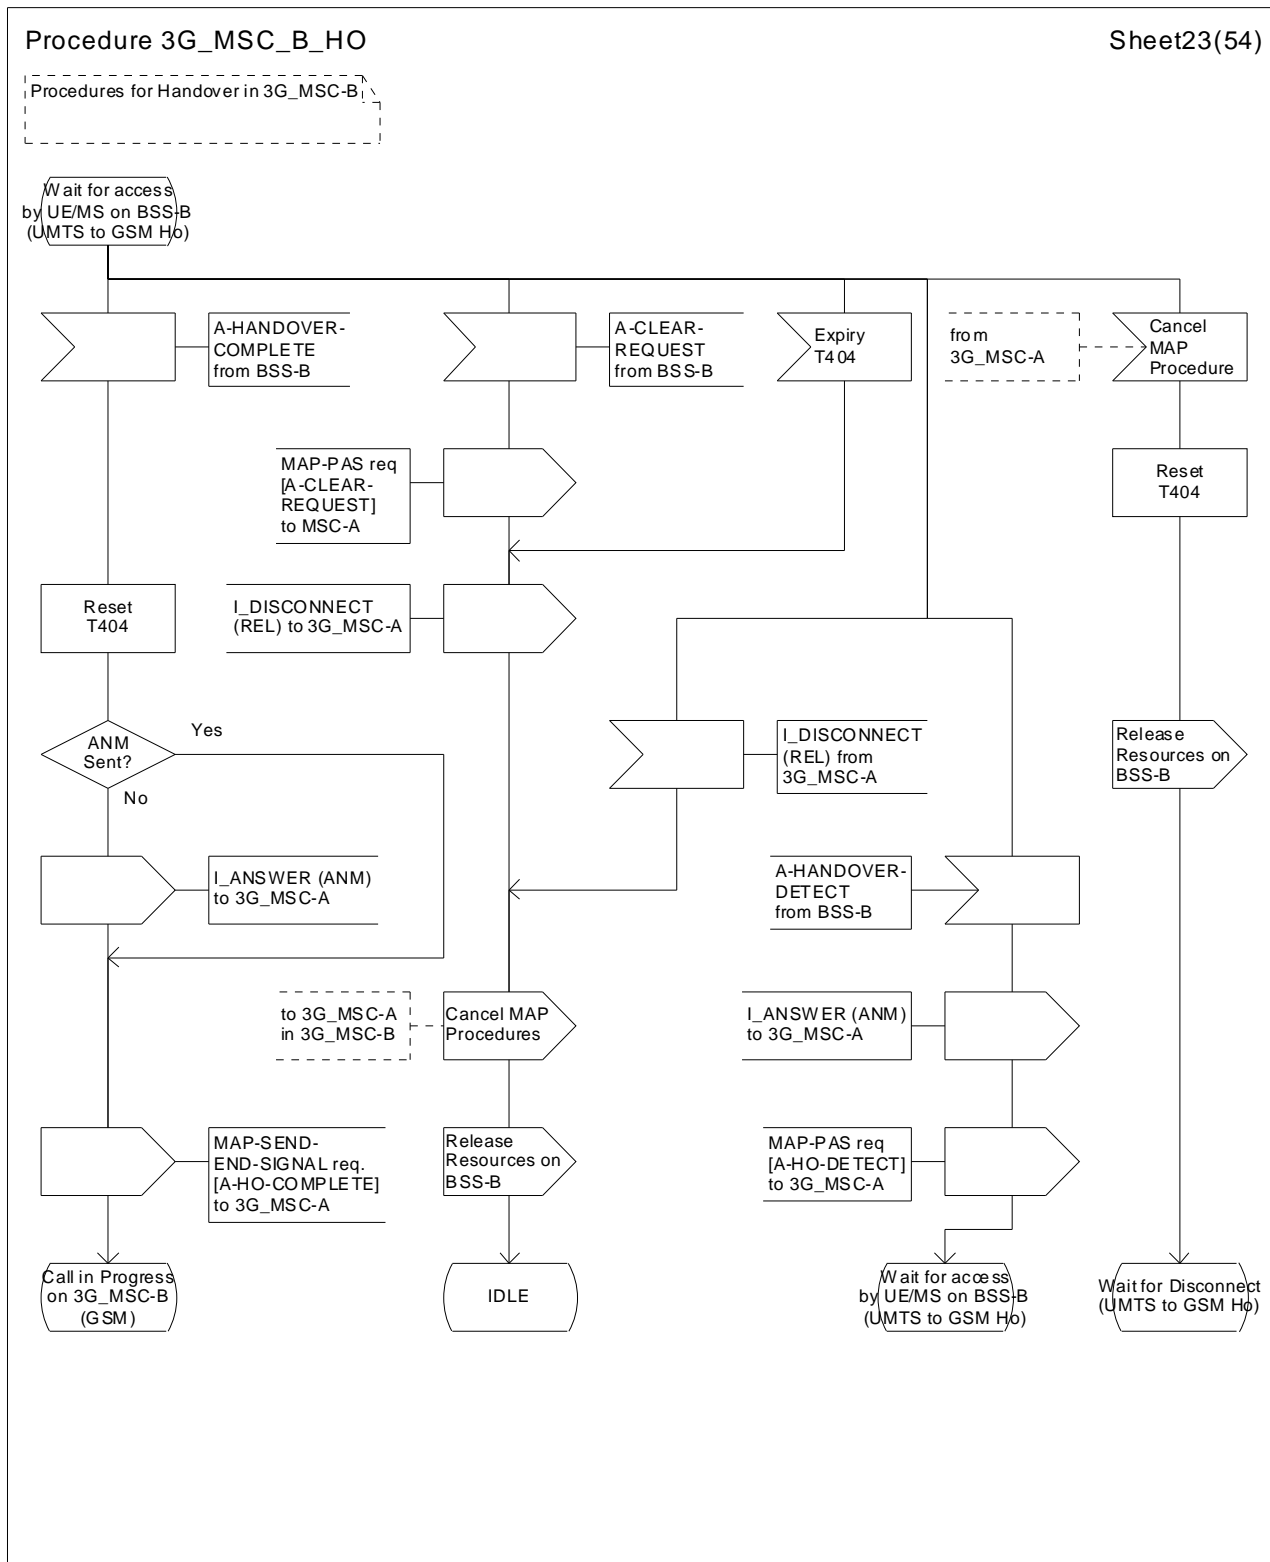 Procedure 3G_MSC_B_HO
Sheet23(54)
Procedures for Handover in 3G_MSC-B
Wait for access
by UE/MS on BSS-B
(UMTS to GSM Ho)
A-HANDOVER-
COMPLETE
from BSS-B
A-CLEAR-
REQUEST
from BSS-B
Expiry
T404
from
3G_MSC-A
Cancel
MAP
Procedure
MAP-PAS req
[A-CLEAR-
REQUEST]
to MSC-A
Reset
T404
Reset
T404
I_DISCONNECT
(REL) to 3G_MSC-A
ANM
Sent?
Yes
No
I_DISCONNECT
(REL) from
3G_MSC-A
Release
Resources on
BSS-B
I_ANSWER (ANM)
to 3G_MSC-A
A-HANDOVER-
DETECT
from BSS-B
to 3G_MSC-A
in 3G_MSC-B
Cancel MAP
Procedures
I_ANSWER (ANM)
to 3G_MSC-A
MAP-SEND-
END-SIGNAL req.
[A-HO-COMPLETE]
to 3G_MSC-A
Release
Resources on
BSS-B
MAP-PAS req
[A-HO-DETECT]
to 3G_MSC-A
Call in Progress
on 3G_MSC-B
(GSM)
IDLE
Wait for access
by UE/MS on BSS-B
(UMTS to GSM Ho)
Wait for Disconnect
(UMTS to GSM Ho)